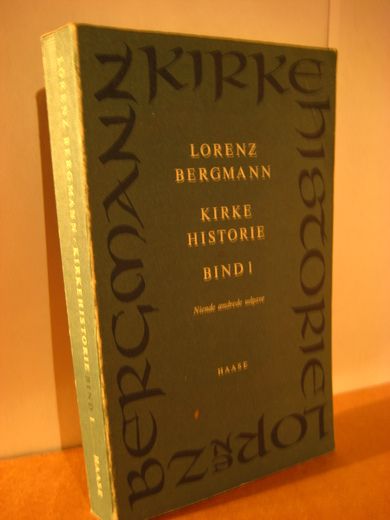 LORENZ
BERGMANN
KIRKE
HISTORIE
BIND I
Niende ændrede udgave
HAASE
KIRKE
HISTORIE
LORENZ
BERGMANN
LORENZ BERGMANN · KIRKEHISTORIE BIND I
HAASE